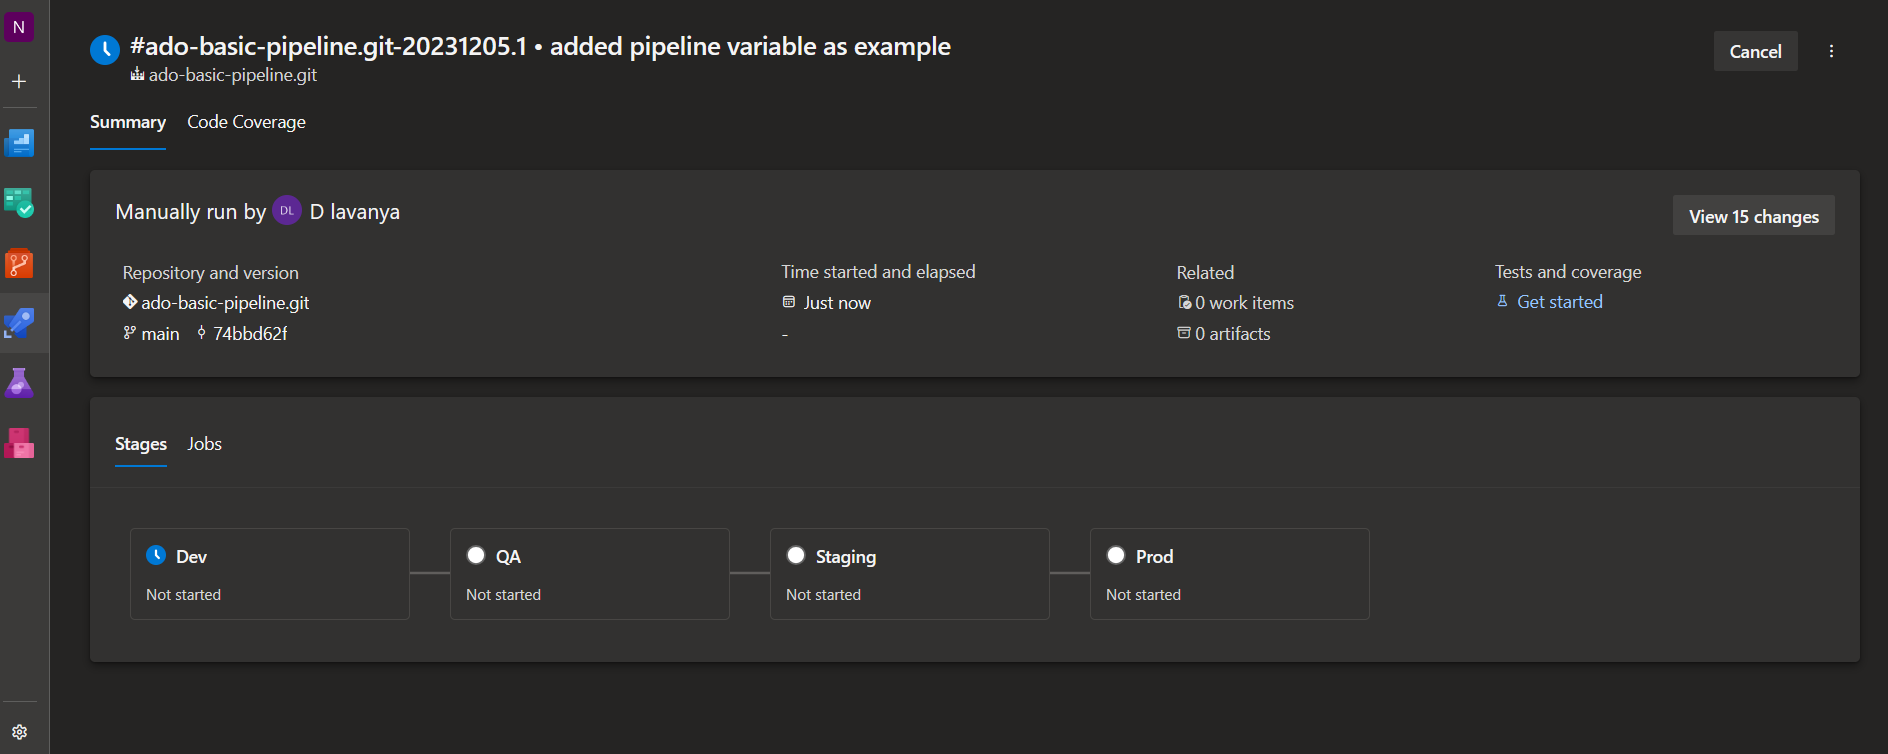 N
#ado-basic-pipeline.git-20231205.1 • added pipeline variable as example
Cancel
ado-basic-pipeline.git
Summary Code Coverage
Manually run by DL D lavanya
View 15 changes
Repository and version
ado-basic-pipeline.git
main 74bbd62f
Time started and elapsed
Just now
-
Related
0 work items
0 artifacts
Tests and coverage
Get started
Stages Jobs
Dev
Not started
QA
Not started
Staging
Not started
Prod
Not started